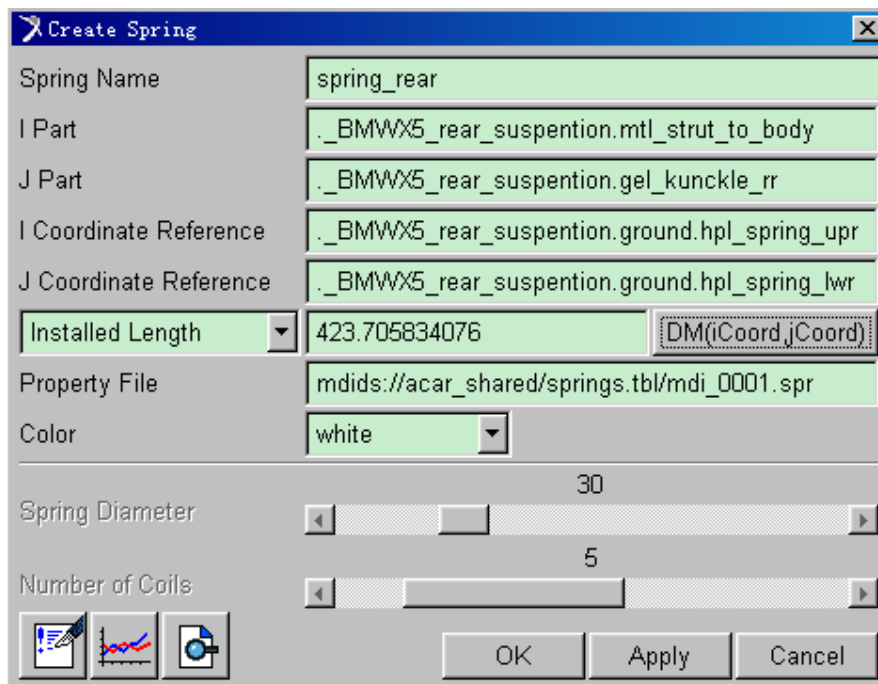 Create Spring
Spring Name spring_rear
I Part ._BMWX5_rear_suspention.mtl_strut_to_body
J Part ._BMWX5_rear_suspention.gel_kunckle_rr
I Coordinate Reference ._BMWX5_rear_suspention.ground.hpl_spring_upr
J Coordinate Reference ._BMWX5_rear_suspention.ground.hpl_spring_lwr
Installed Length 423.705834076 DM(iCoord,jCoord)
Property File mdids://acar_shared/springs.tbl/mdi_0001.spr
Color white
30
Spring Diameter
5
Number of Coils
OK Apply Cancel